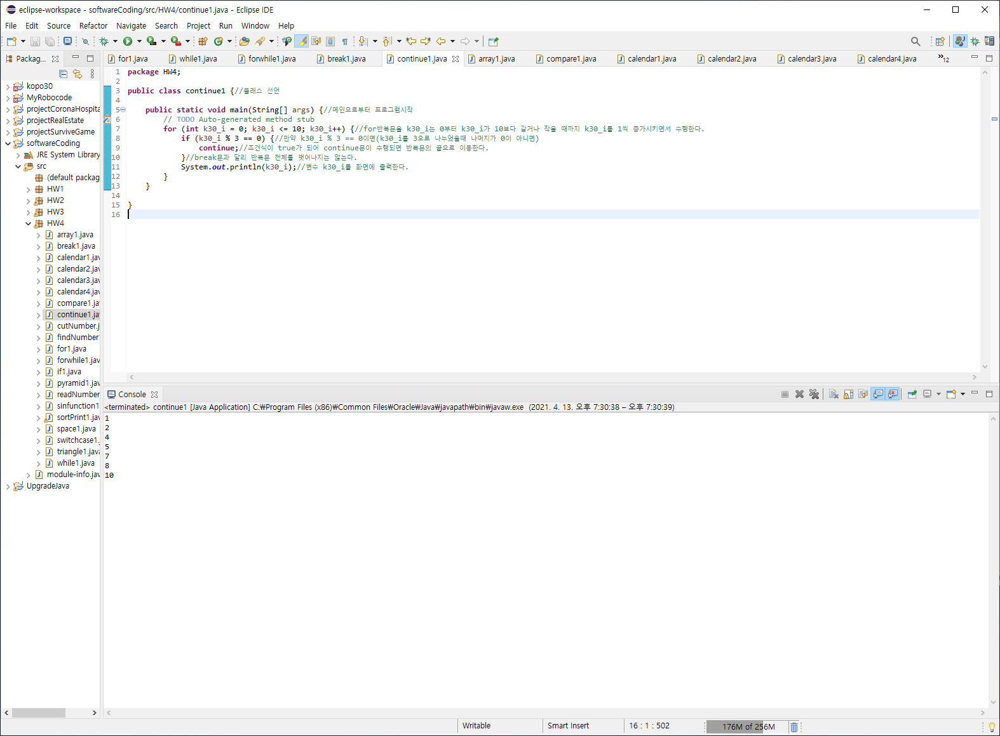 eclipse-workspace - softwareCoding/src/HW4/continue1.java - Eclipse IDE
File Edit Source Refactor Navigate Search Project Run Window Help
Packag...
kopo30
MyRobocode
projectCoronaHospita
projectRealEstate
projectSurviveGame
softwareCoding
JRE System Library
src
(default packag
HW1
HW2
HW3
HW4
array1.java
break1.java
calendar1.jav
calendar2.jav
calendar3.jav
calendar4.jav
compare1.jav
continue1.jav
cutNumber.j
findNumber
for1.java
forwhile1.jav
if1.java
pyramid1.jav
readNumber
sinfunction1
sortPrint1.jav
space1.java
switchcase1.
triangle1.java
while1.java
module-info.jav
UpgradeJava
for1.java while1.java forwhile1.java break1.java continue1.java array1.java compare1.java calendar1.java calendar2.java calendar3.java calendar4.java »12
1 package HW4;
2
3 public class continue1 {//클래스 선언
4
5 public static void main(String[] args) {//메인으로부터 프로그램시작
6 // TODO Auto-generated method stub
7 for (int k30_i = 0; k30_i <= 10; k30_i++) {//for반복문을 k30_i는 0부터 k30_i가 10보다 같거나 작을 때까지 k30_i를 1씩 증가시키면서 수행한다.
8 if (k30_i % 3 == 0) {//만약 k30_i % 3 == 0이면(k30_i를 3으로 나누었을때 나머지가 0이 아니면)
9 continue;//조건식이 true가 되어 continue문이 수행되면 반복문의 끝으로 이동한다.
10 }//break문과 달리 반복문 전체를 벗어나지는 않는다.
11 System.out.println(k30_i);//변수 k30_i를 화면에 출력한다.
12 }
13 }
14
15 }
16
Console
<terminated> continue1 [Java Application] C:₩Program Files (x86)₩Common Files₩Oracle₩Java₩javapath₩bin₩javaw.exe (2021. 4. 13. 오후 7:30:38 – 오후 7:30:39)
1
2
4
5
7
8
10
Writable Smart Insert 16 : 1 : 502 176M of 256M